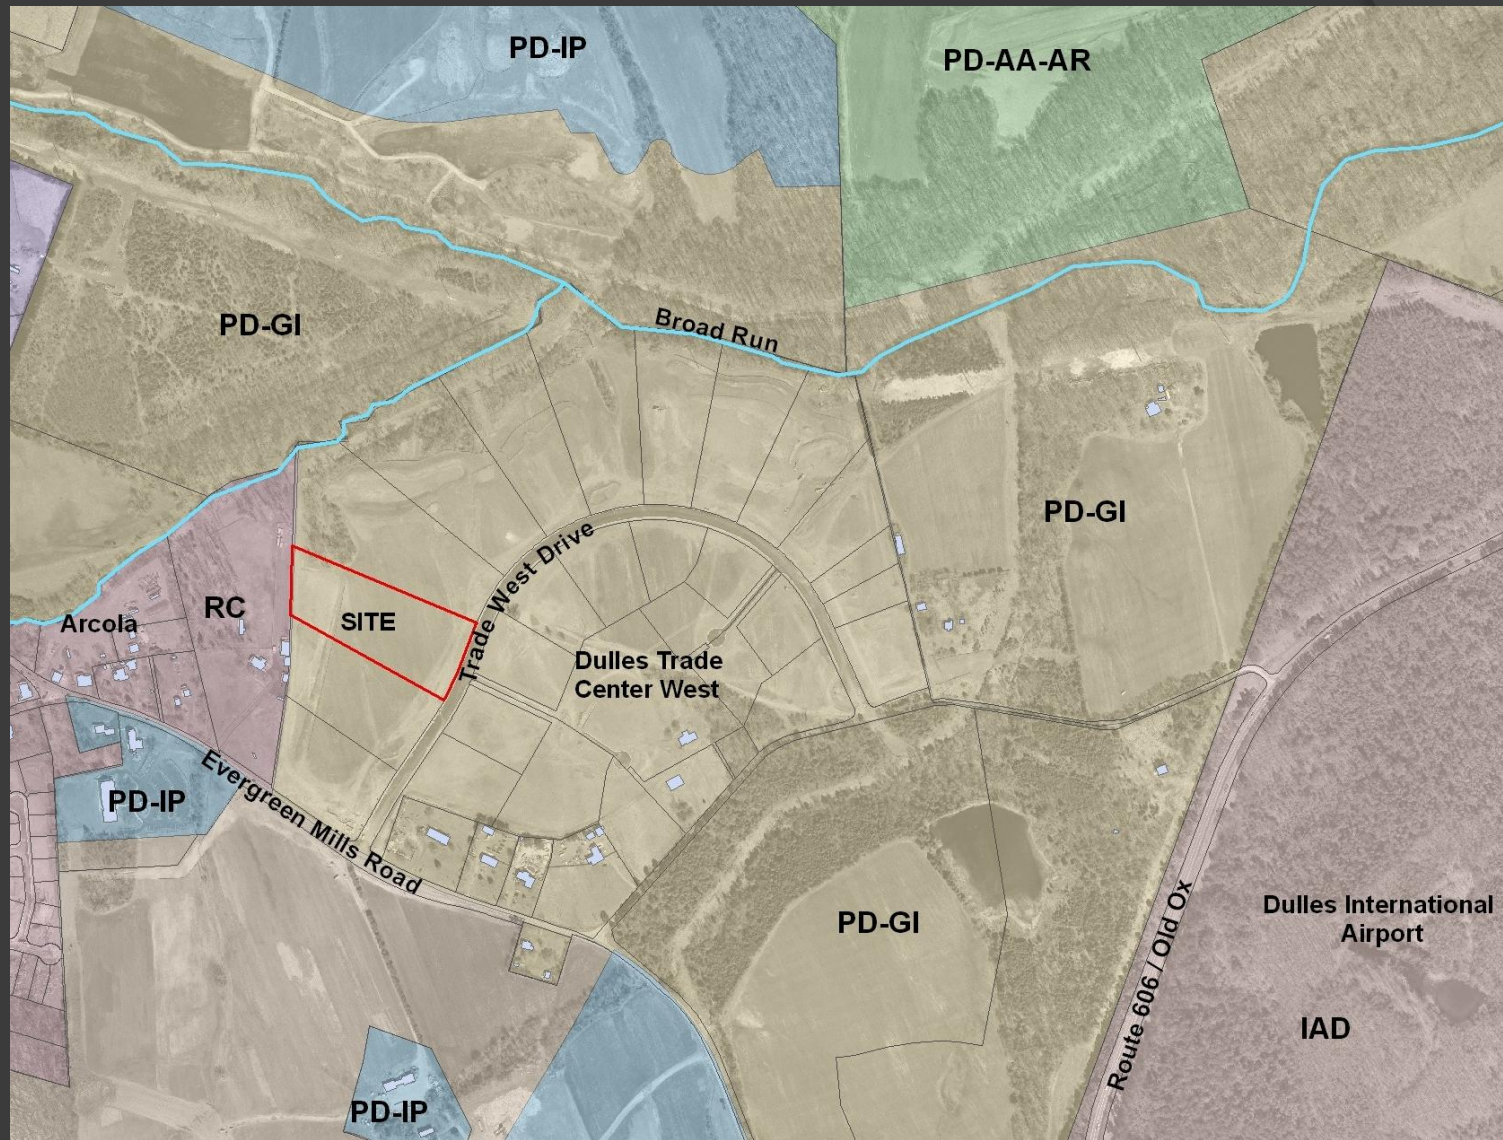 PD-IP
PD-AA-AR
PD-GI
Broad Run
PD-GI
Trade West Drive
RC
Arcola
SITE
Dulles Trade
Center West
PD-IP
Evergreen Mills Road
PD-GI
Route 606 / Old Ox
Dulles International
Airport
IAD
PD-IP